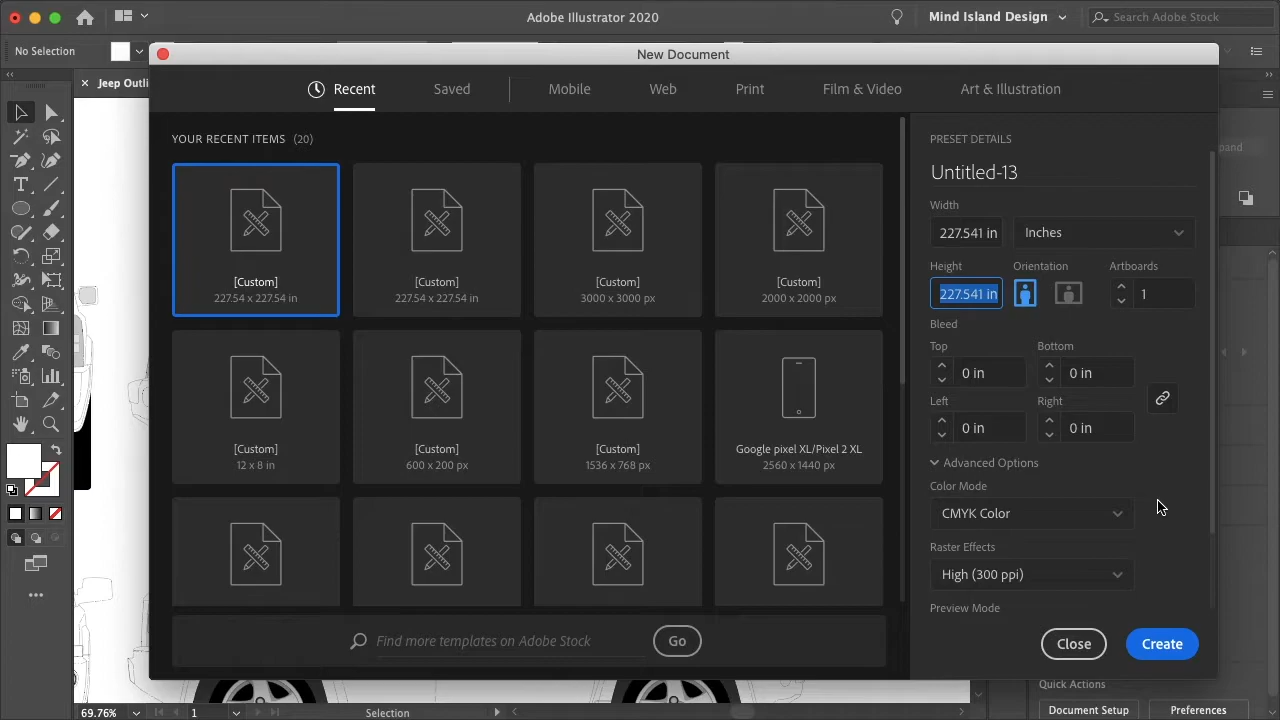 Adobe Illustrator 2020
Mind Island Design
Search Adobe Stock
No Selection
New Document
Jeep Outli
Recent
Saved
Mobile
Web
Print
Film & Video
Art & Illustration
YOUR RECENT ITEMS (20)
[Custom]
227.54 x 227.54 in
[Custom]
227.54 x 227.54 in
[Custom]
3000 x 3000 px
[Custom]
2000 x 2000 px
[Custom]
12 x 8 in
[Custom]
600 x 200 px
[Custom]
1536 x 768 px
Google pixel XL/Pixel 2 XL
2560 x 1440 px
Find more templates on Adobe Stock
Go
PRESET DETAILS
Untitled-13
Width
227.541 in
Inches
Height
Orientation
Artboards
227.541 in
1
Bleed
Top
Bottom
0 in
0 in
Left
Right
0 in
0 in
Advanced Options
Color Mode
CMYK Color
Raster Effects
High (300 ppi)
Preview Mode
Close
Create
pand
Quick Actions
Document Setup
Preferences
69.76%
1
Selection